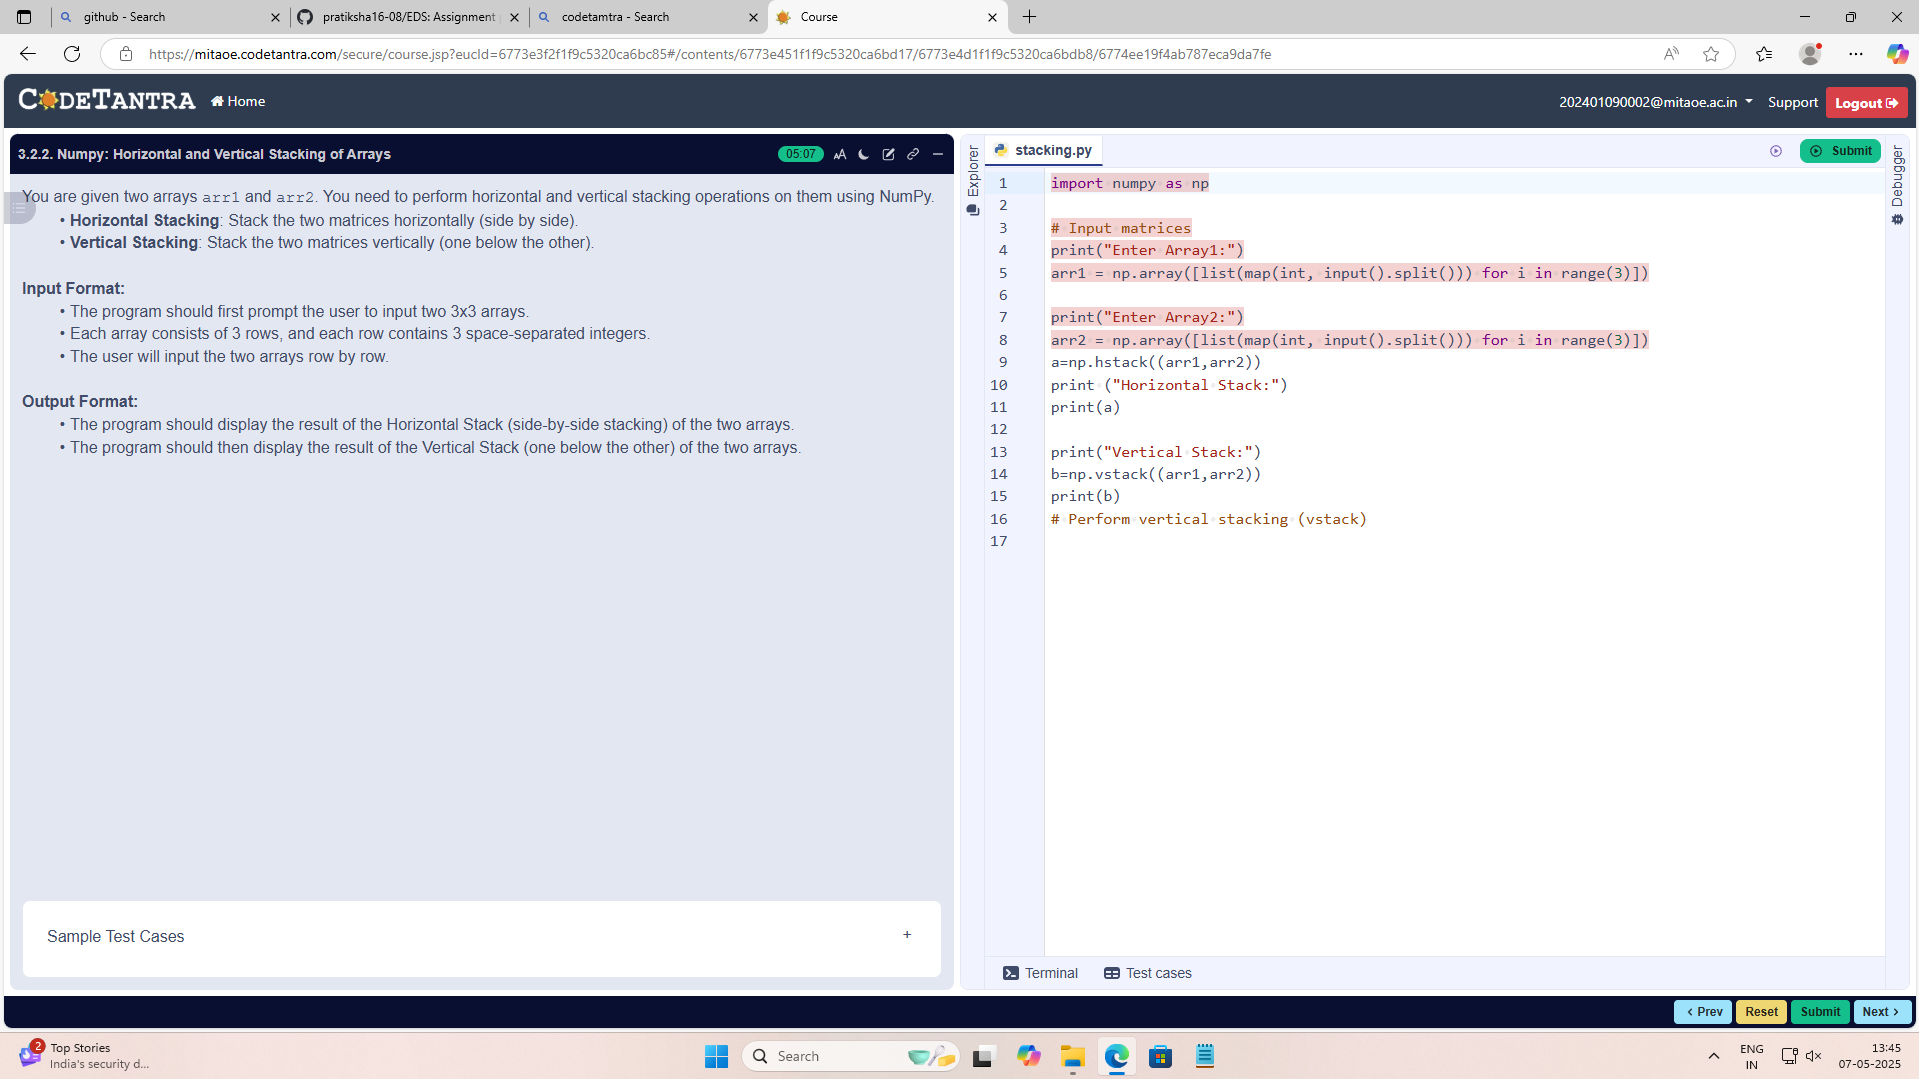 github - Search
pratiksha16-08/EDS: Assignment
codetamtra - Search
Course
https://mitaoe.codetantra.com/secure/course.jsp?eucId=6773e3f2f1f9c5320ca6bc85#/contents/6773e451f1f9c5320ca6bd17/6773e4d1f1f9c5320ca6bdb8/6774ee19f4ab787eca9da7fe
CODETANTRA
Home
202401090002@mitaoe.ac.in
Support
Logout
3.2.2. Numpy: Horizontal and Vertical Stacking of Arrays
05:07
You are given two arrays arr1 and arr2. You need to perform horizontal and vertical stacking operations on them using NumPy.
• Horizontal Stacking: Stack the two matrices horizontally (side by side).
• Vertical Stacking: Stack the two matrices vertically (one below the other).
Input Format:
• The program should first prompt the user to input two 3x3 arrays.
• Each array consists of 3 rows, and each row contains 3 space-separated integers.
• The user will input the two arrays row by row.
Output Format:
• The program should display the result of the Horizontal Stack (side-by-side stacking) of the two arrays.
• The program should then display the result of the Vertical Stack (one below the other) of the two arrays.
Sample Test Cases
+
Explorer
stacking.py
Submit
Debugger
1 import numpy as np
2
3 # Input matrices
4 print("Enter Array1:")
5 arr1 = np.array([list(map(int, input().split())) for i in range(3)])
6
7 print("Enter Array2:")
8 arr2 = np.array([list(map(int, input().split())) for i in range(3)])
9 a=np.hstack((arr1,arr2))
10 print ("Horizontal Stack:")
11 print(a)
12
13 print("Vertical Stack:")
14 b=np.vstack((arr1,arr2))
15 print(b)
16 # Perform vertical stacking (vstack)
17
Terminal
Test cases
< Prev
Reset
Submit
Next >
2
Top Stories
India's security d...
Search
ENG
IN
13:45
07-05-2025